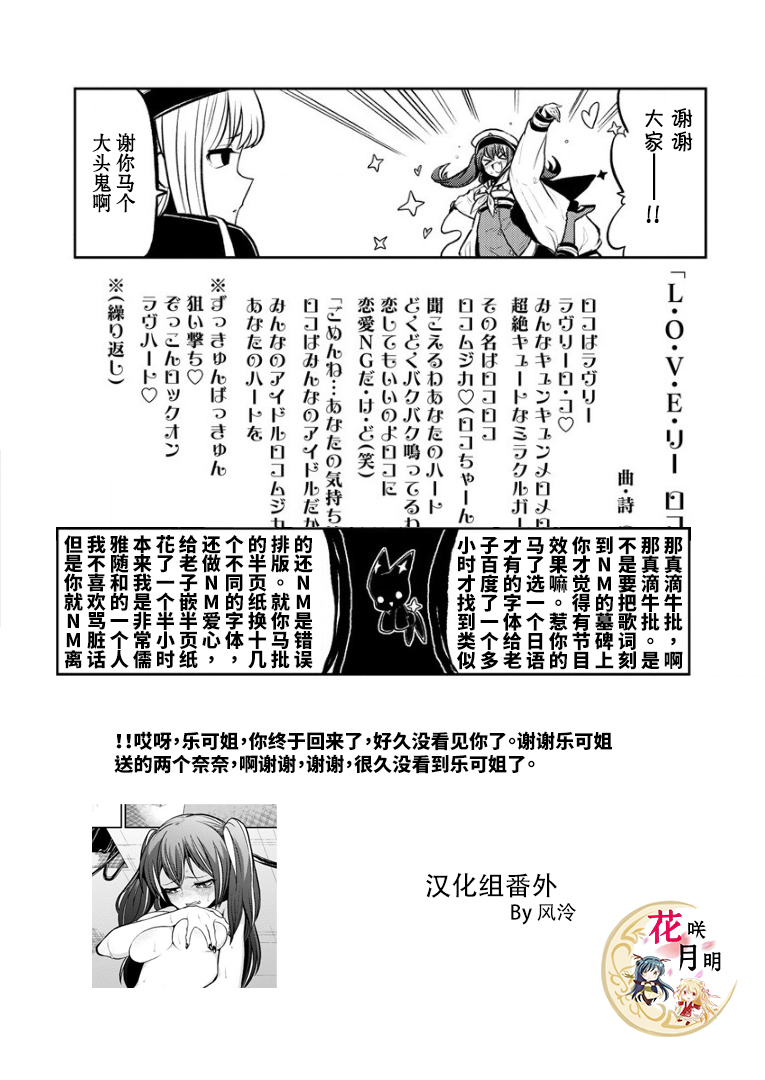 谢谢
大家——!!
谢你马个
大头鬼啊
「L・O・V・E・リー ロコ
曲・詩
ロコはラヴリー
ラヴリーロ・コ♡
みんなキュンキュンメロメロ
超絶キュートなミラクルガー
その名はロコロコ
ロコムジカ♡(ロコちゃーん
聞こえるわあなたのハート
どくどくバクバク鳴ってるわ
恋してもいいのよロコに
恋愛NGだ・け・ど(笑)
「ごめんね…あなたの気持ち
ロコはみんなのアイドルだか
みんなのアイドルロコムジカ
あなたのハートを
※ずっきゅんばっきゅん
狙い撃ち♡
ぞっこんロックオン
ラヴハート♡
※(繰り返し)
那真滴牛批,啊
那真滴牛批。是
不是要把歌词刻
到NM的墓碑上
你才觉得有节目
效果嘛。惹你的
马了选一个日语
才有的字体给老
子百度了一个多
小时才找到类似
的还NM是错误
排版。就你马批
的半页纸换十几
个不同的字体,
还做NM爱心,
给老子嵌半页纸
花了一个半小时
本来我是非常儒
雅随和的一个人
我不喜欢骂脏话
但是你就NM离
!!哎呀,乐可姐,你终于回来了,好久没看见你了。谢谢乐可姐
送的两个奈奈,啊谢谢,谢谢,很久没看到乐可姐了。
汉化组番外
By 风泠
花咲
月明